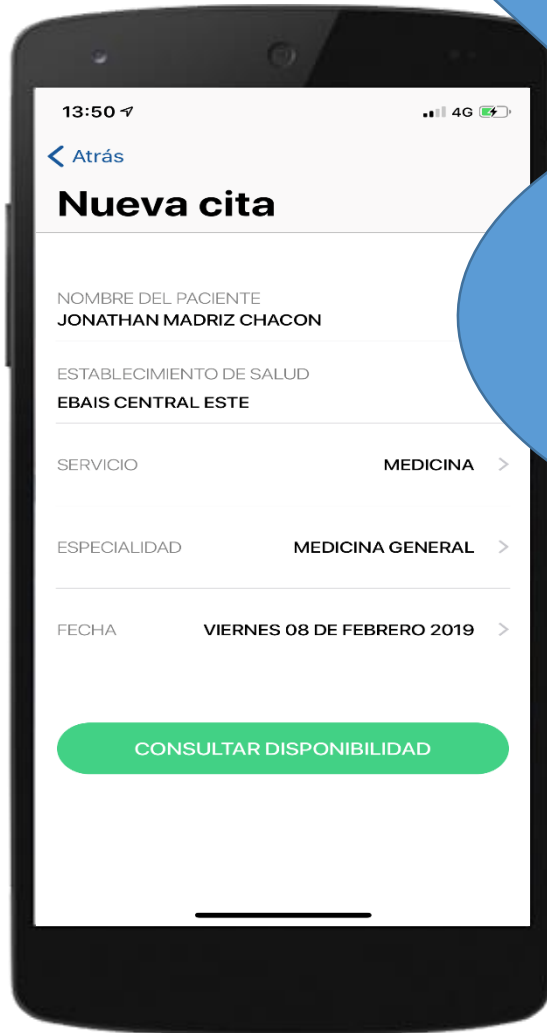 13:50
4G
Atrás
Nueva cita
NOMBRE DEL PACIENTE
JONATHAN MADRIZ CHACON
ESTABLECIMIENTO DE SALUD
EBAIS CENTRAL ESTE
SERVICIO MEDICINA
ESPECIALIDAD MEDICINA GENERAL
FECHA VIERNES 08 DE FEBRERO 2019
CONSULTAR DISPONIBILIDAD